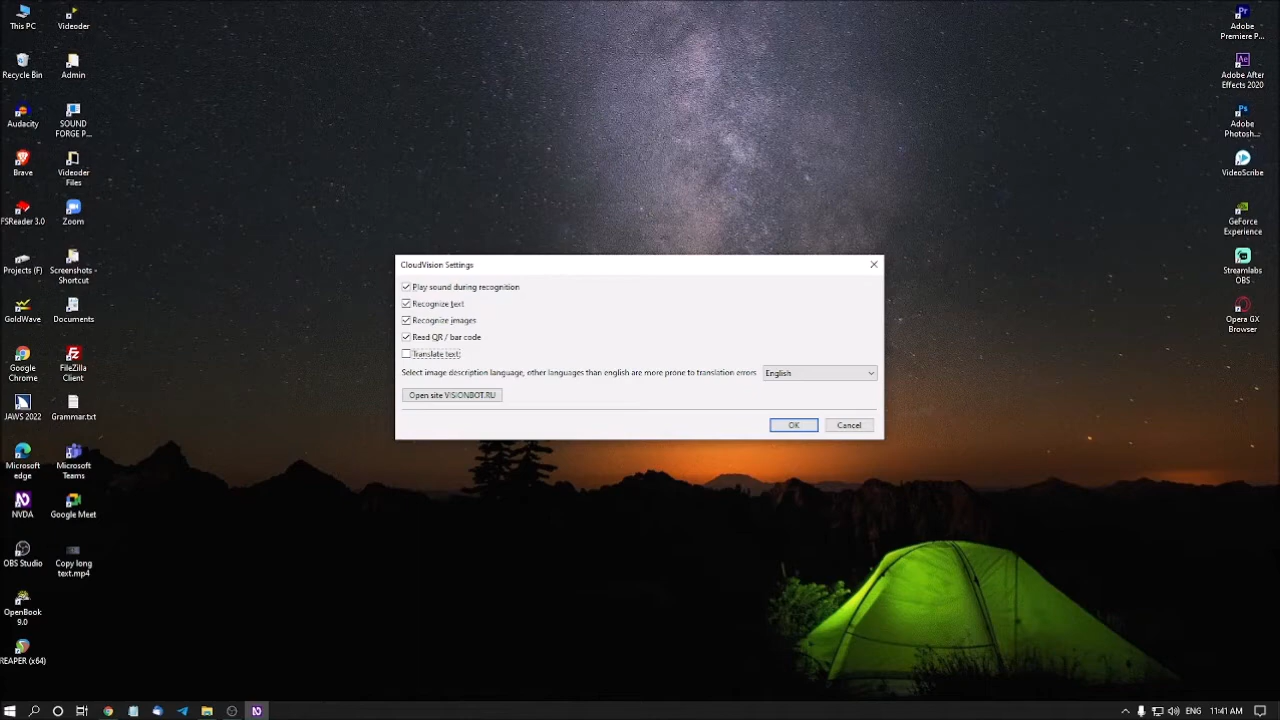 This PC
Videoder
Recycle Bin
Admin
Audacity
SOUND
FORGE P...
Brave
Videoder
Files
FSReader 3.0
Zoom
Projects (F)
Screenshots -
Shortcut
GoldWave
Documents
Google
Chrome
FileZilla
Client
JAWS 2022
Grammar.txt
Microsoft
edge
Microsoft
Teams
NVDA
Google Meet
OBS Studio
Copy long
text.mp4
OpenBook
9.0
REAPER (x64)
CloudVision Settings
Play sound during recognition
Recognize text
Recognize images
Read QR / bar code
Translate text:
Select image description language, other languages than english are more prone to translation errors English
Open site VISIONBOT.RU
OK Cancel
Adobe
Premiere P...
Adobe After
Effects 2020
Adobe
Photosh...
VideoScribe
GeForce
Experience
Streamlabs
OBS
Opera GX
Browser
ENG 11:41 AM